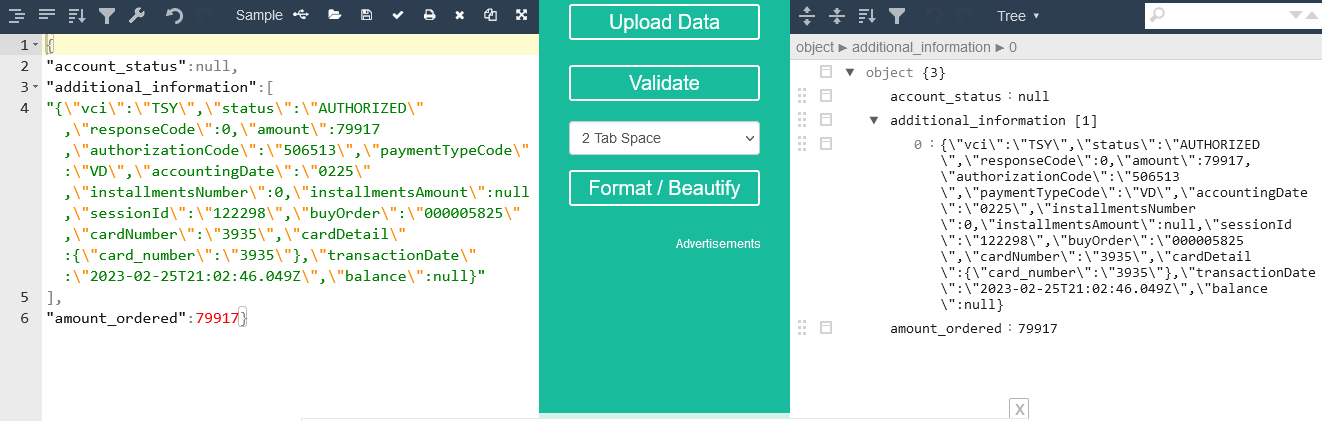 Sample
1 {
2 "account_status":null,
3 "additional_information":[
4 "{\"vci\":\"TSY\",\"status\":\"AUTHORIZED\"
,\"responseCode\":0,\"amount\":79917
,\"authorizationCode\":\"506513\",\"paymentTypeCode\"
:\"VD\",\"accountingDate\":\"0225\"
,\"installmentsNumber\":0,\"installmentsAmount\":null
,\"sessionId\":\"122298\",\"buyOrder\":\"000005825\"
,\"cardNumber\":\"3935\",\"cardDetail\"
:{\"card_number\":\"3935\"},\"transactionDate\"
:\"2023-02-25T21:02:46.049Z\",\"balance\":null}"
5 ],
6 "amount_ordered":79917}
Upload Data
Validate
2 Tab Space
Format / Beautify
Advertisements
Tree
object ▶ additional_information ▶ 0
object {3}
account_status : null
additional_information [1]
0 : {\"vci\":\"TSY\",\"status\":\"AUTHORIZED
\",\"responseCode\":0,\"amount\":79917,
\"authorizationCode\":\"506513
\",\"paymentTypeCode\":\"VD\",\"accountingDate
\":\"0225\",\"installmentsNumber
\":0,\"installmentsAmount\":null,\"sessionId
\":\"122298\",\"buyOrder\":\"000005825
\",\"cardNumber\":\"3935\",\"cardDetail
\":{\"card_number\":\"3935\"},\"transactionDate
\":\"2023-02-25T21:02:46.049Z\",\"balance
\":null}
amount_ordered : 79917
X